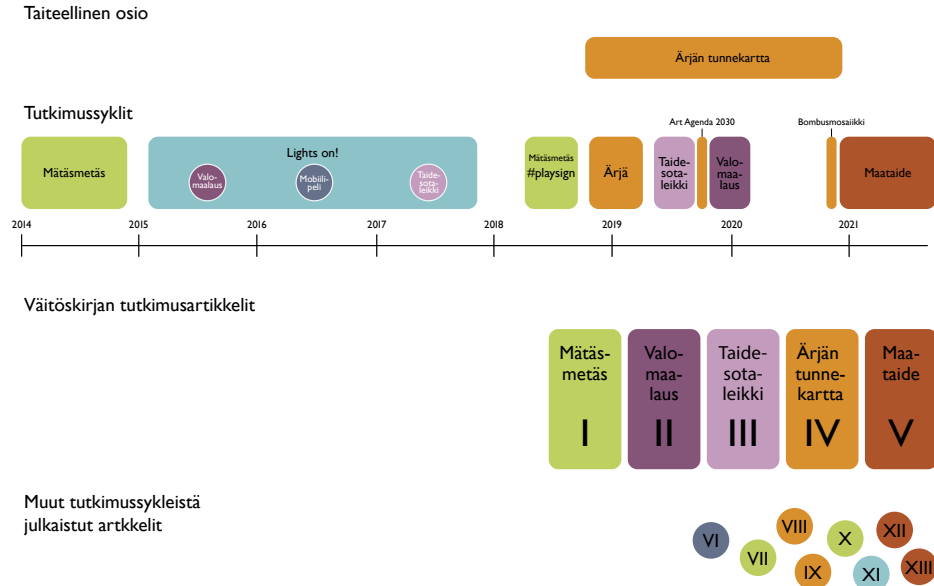 Taiteellinen osio
Ärjän tunnekartta
Tutkimussyklit
Art Agenda 2030
Bombusmosaiikki
Mätäsmetäs
Lights on!
Valo-
maalaus
Mobiili-
peli
Taide-
sota-
leikki
Mätäsmetäs
#playsign
Ärjä
Taide-
sota-
leikki
Valo-
maa-
laus
Maataide
2014
2015
2016
2017
2018
2019
2020
2021
Väitöskirjan tutkimusartikkelit
Mätäs-
metäs
I
Valo-
maa-
laus
II
Taide-
sota-
leikki
III
Ärjän
tunne-
kartta
IV
Maa-
taide
V
Muut tutkimussykleistä
julkaistut artkkelit
VI
VII
VIII
IX
X
XI
XII
XIII